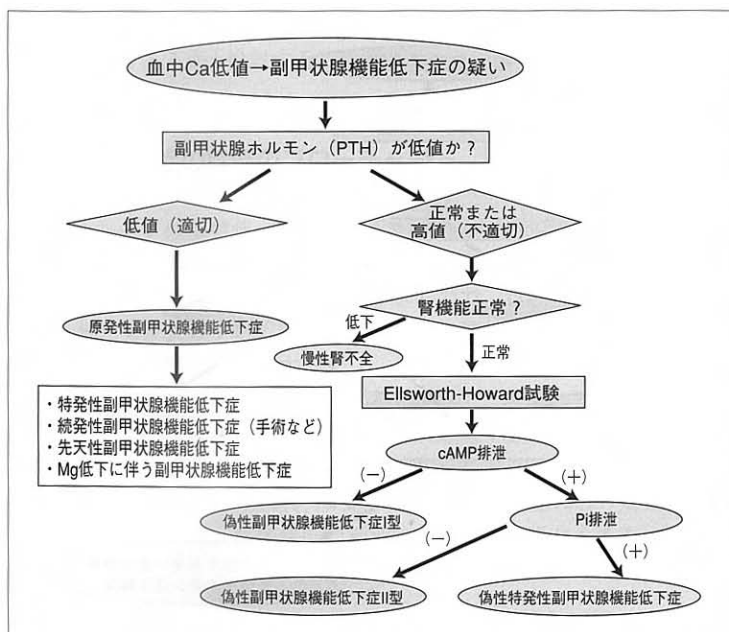 血中Ca低値→副甲状腺機能低下症の疑い
副甲状腺ホルモン（PTH）が低値か？
低値（適切）
正常または
高値（不適切）
腎機能正常？
低下
正常
原発性副甲状腺機能低下症
慢性腎不全
・特発性副甲状腺機能低下症
・続発性副甲状腺機能低下症（手術など）
・先天性副甲状腺機能低下症
・Mg低下に伴う副甲状腺機能低下症
Ellsworth-Howard試験
cAMP排泄
（−）
（＋）
偽性副甲状腺機能低下症I型
Pi排泄
（−）
（＋）
偽性副甲状腺機能低下症II型
偽性特発性副甲状腺機能低下症